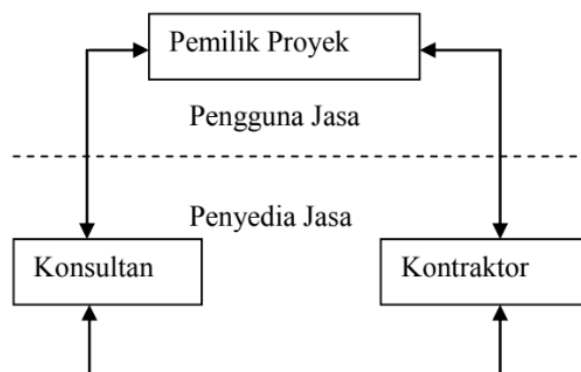 Pemilik Proyek
Pengguna Jasa
Penyedia Jasa
Konsultan
Kontraktor